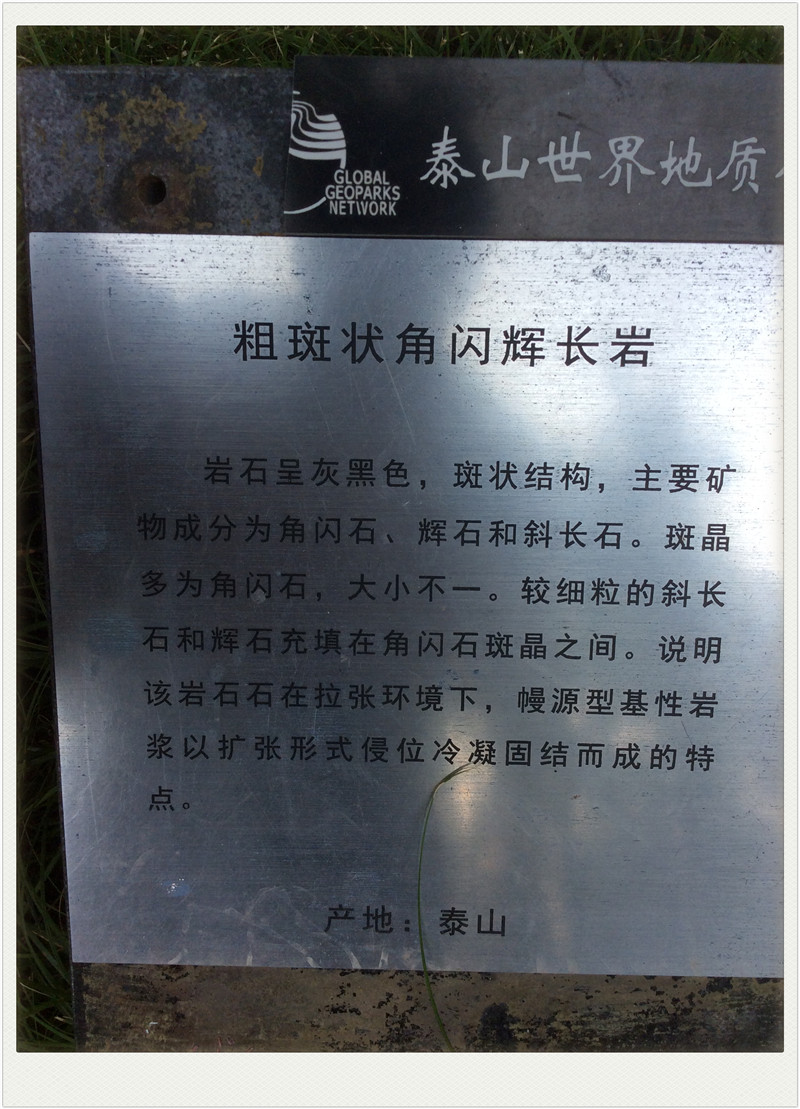 GLOBAL
GEOPARKS
NETWORK
泰山世界地质
粗斑状角闪辉长岩
岩石呈灰黑色，斑状结构，主要矿
物成分为角闪石、辉石和斜长石。斑晶
多为角闪石，大小不一。较细粒的斜长
石和辉石充填在角闪石斑晶之间。说明
该岩石石在拉张环境下，幔源型基性岩
浆以扩张形式侵位冷凝固结而成的特
点。
产地：泰山